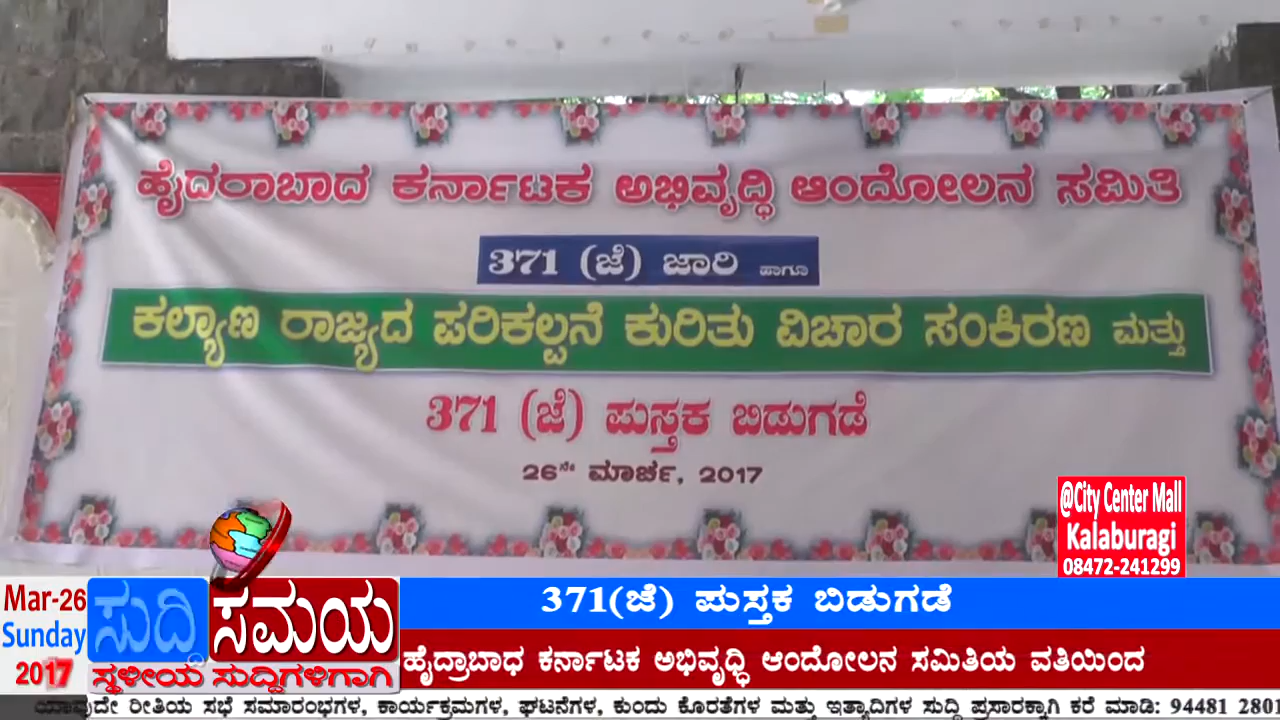 ಹೈದರಾಬಾದ ಕರ್ನಾಟಕ ಅಭಿವೃದ್ಧಿ ಆಂದೋಲನ ಸಮಿತಿ
371 (ಜೆ) ಜಾರಿ ಹಾಗೂ
ಕಲ್ಯಾಣ ರಾಜ್ಯದ ಪರಿಕಲ್ಪನೆ ಕುರಿತು ವಿಚಾರ ಸಂಕಿರಣ ಮತ್ತು
371 (ಜೆ) ಪುಸ್ತಕ ಬಿಡುಗಡೆ
26ನೇ ಮಾರ್ಚ, 2017
@City Center Mall
Kalaburagi
08472-241299
Mar-26
Sunday
2017
ಸುದ್ದಿ ಸಮಯ
ಸ್ಥಳೀಯ ಸುದ್ದಿಗಳಿಗಾಗಿ
371(ಜೆ) ಪುಸ್ತಕ ಬಿಡುಗಡೆ
ಹೈದ್ರಾಬಾಧ ಕರ್ನಾಟಕ ಅಭಿವೃಧ್ಧಿ ಆಂದೋಲನ ಸಮಿತಿಯ ವತಿಯಿಂದ
ಯಾವುದೇ ರೀತಿಯ ಸಭೆ ಸಮಾರಂಭಗಳ, ಕಾರ್ಯಕ್ರಮಗಳ, ಘಟನೆಗಳ, ಕುಂದು ಕೊರತೆಗಳ ಮತ್ತು ಇತ್ಯಾದಿಗಳ ಸುದ್ದಿ ಪ್ರಸಾರಕ್ಕಾಗಿ ಕರೆ ಮಾಡಿ: 94481 2801